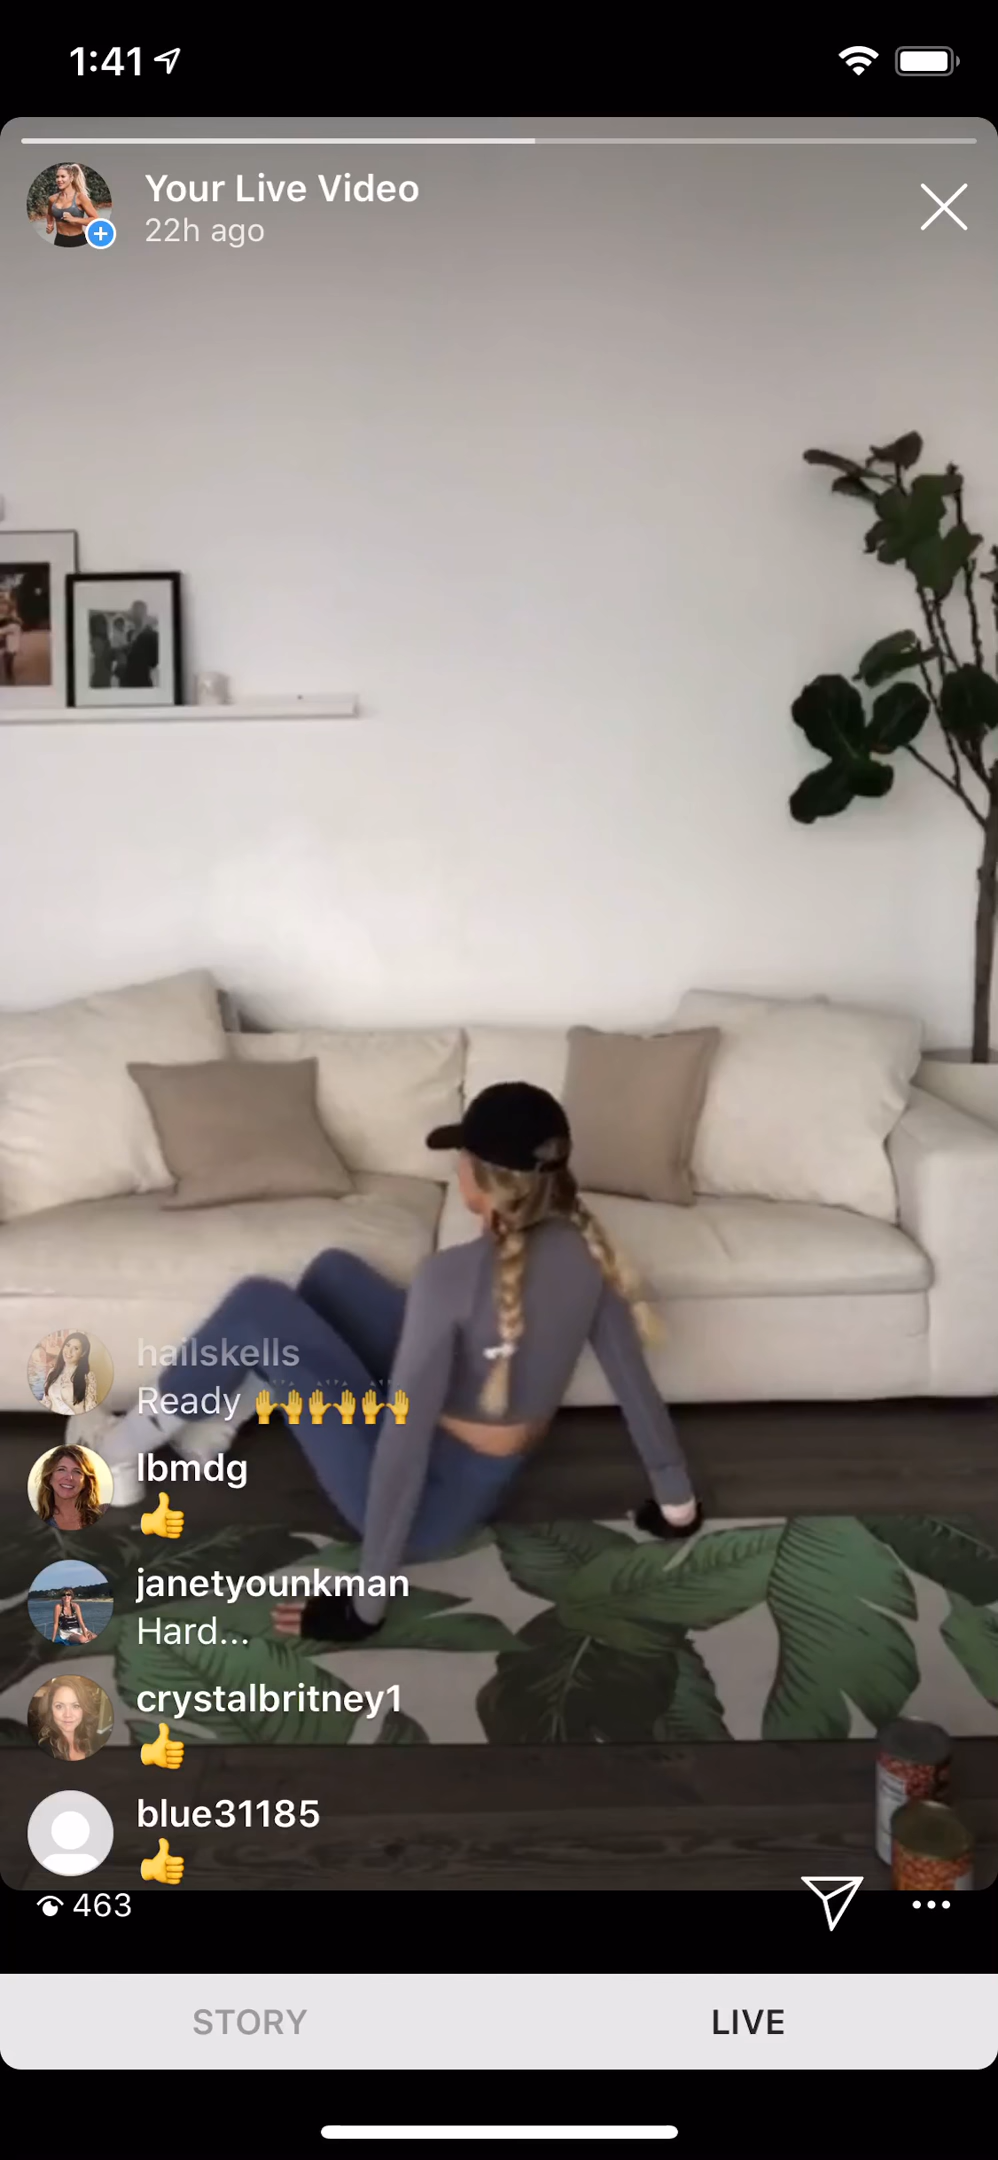 1:41
Your Live Video
22h ago
hailskells
Ready 🙌🙌🙌
lbmdg
👍
janetyounkman
Hard...
crystalbritney1
👍
blue31185
👍
463
STORY
LIVE